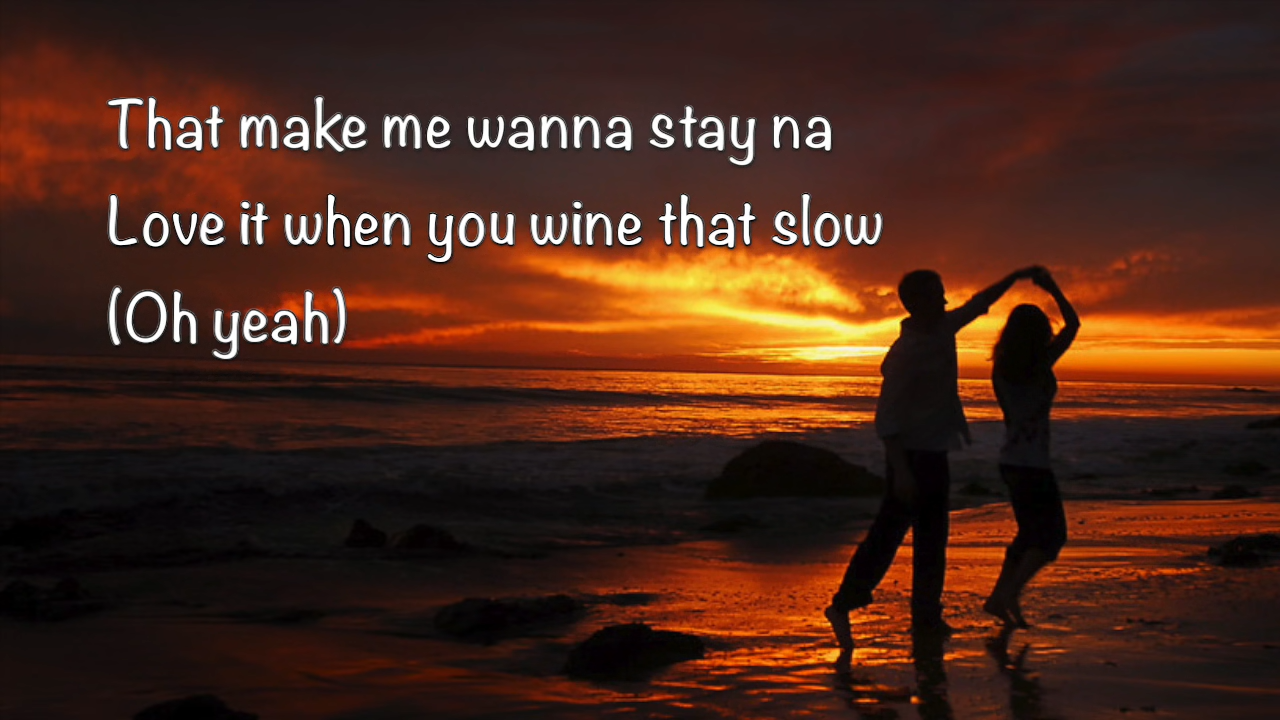 That make me wanna stay na
Love it when you wine that slow
(Oh yeah)